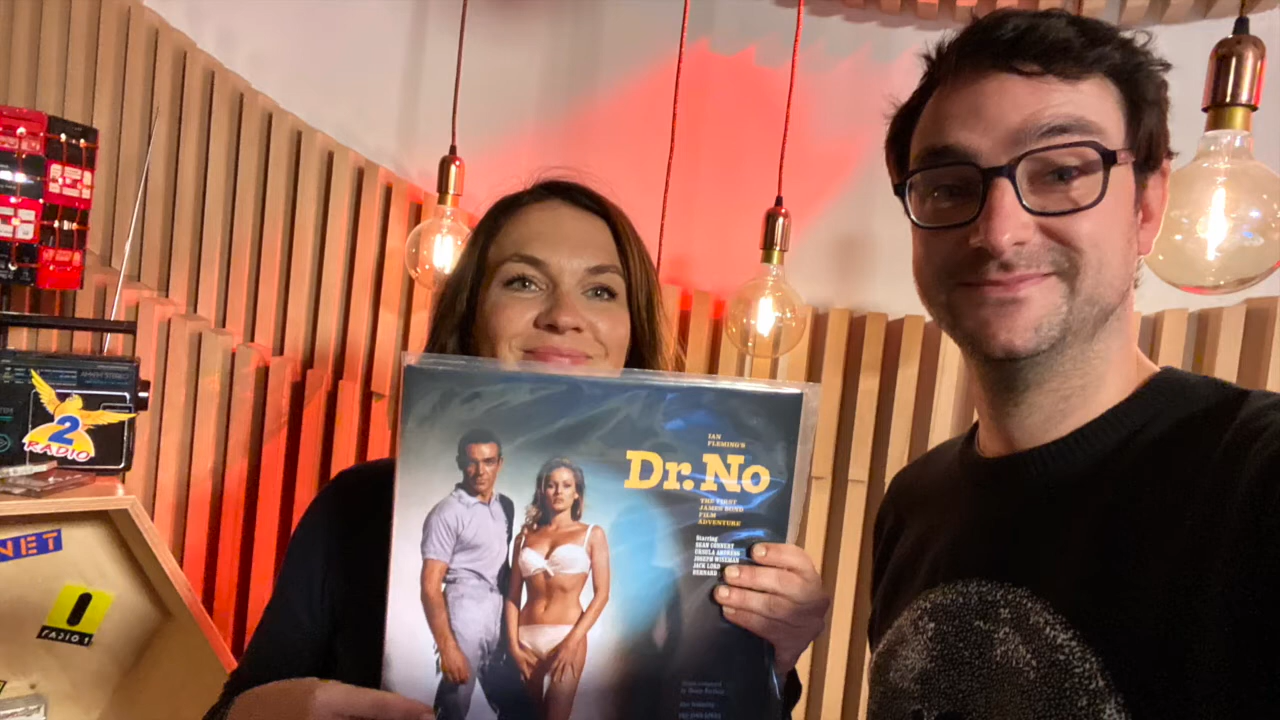 IAN
FLEMING'S
Dr. No
THE FIRST
JAMES BOND
FILM
ADVENTURE
Starring
SEAN CONNERY
URSULA ANDRESS
JOSEPH WISEMAN
JACK LORD
BERNARD
2
RADIO
NET
RADIO 1